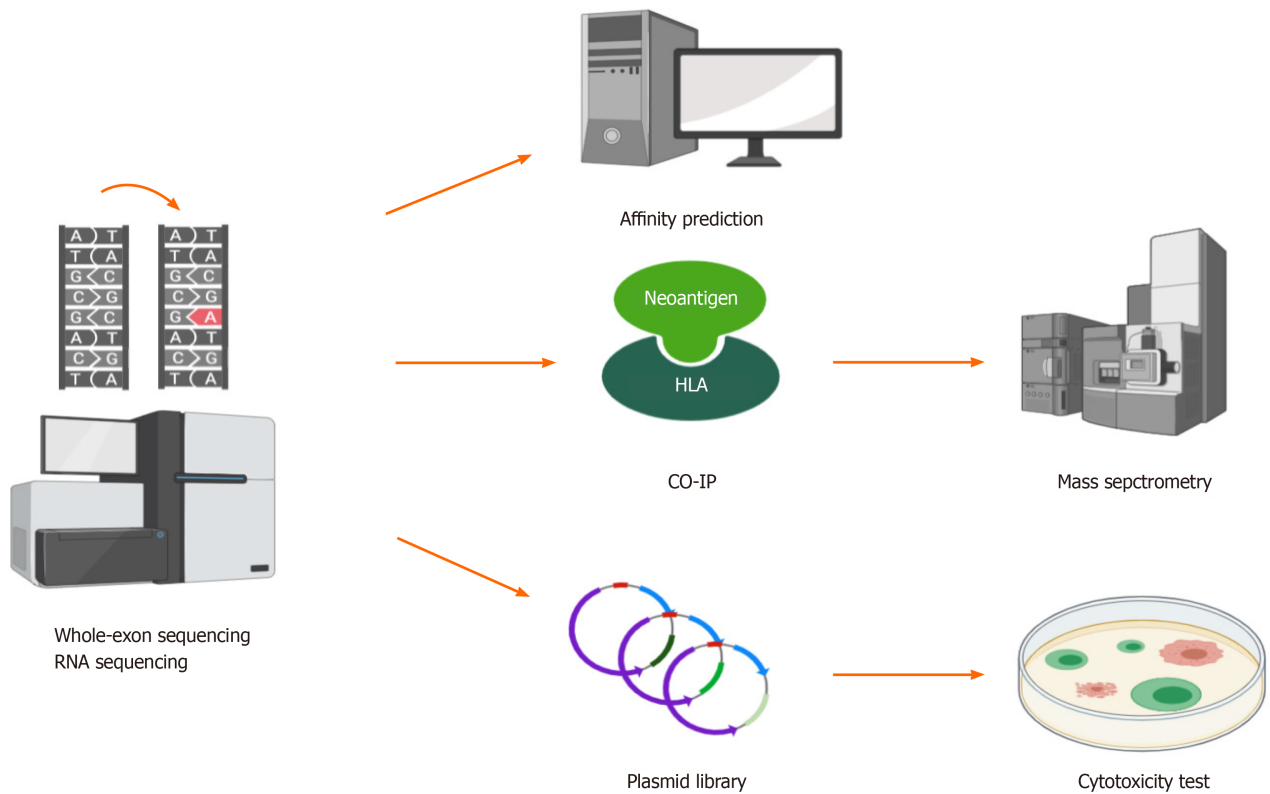 Affinity prediction
A T A T
T A T A
G C G C
C G C G
G C G A
A T A T
C G C G
T A T A
Neoantigen
HLA
CO-IP
Mass sepctrometry
Whole-exon sequencing
RNA sequencing
Plasmid library
Cytotoxicity test